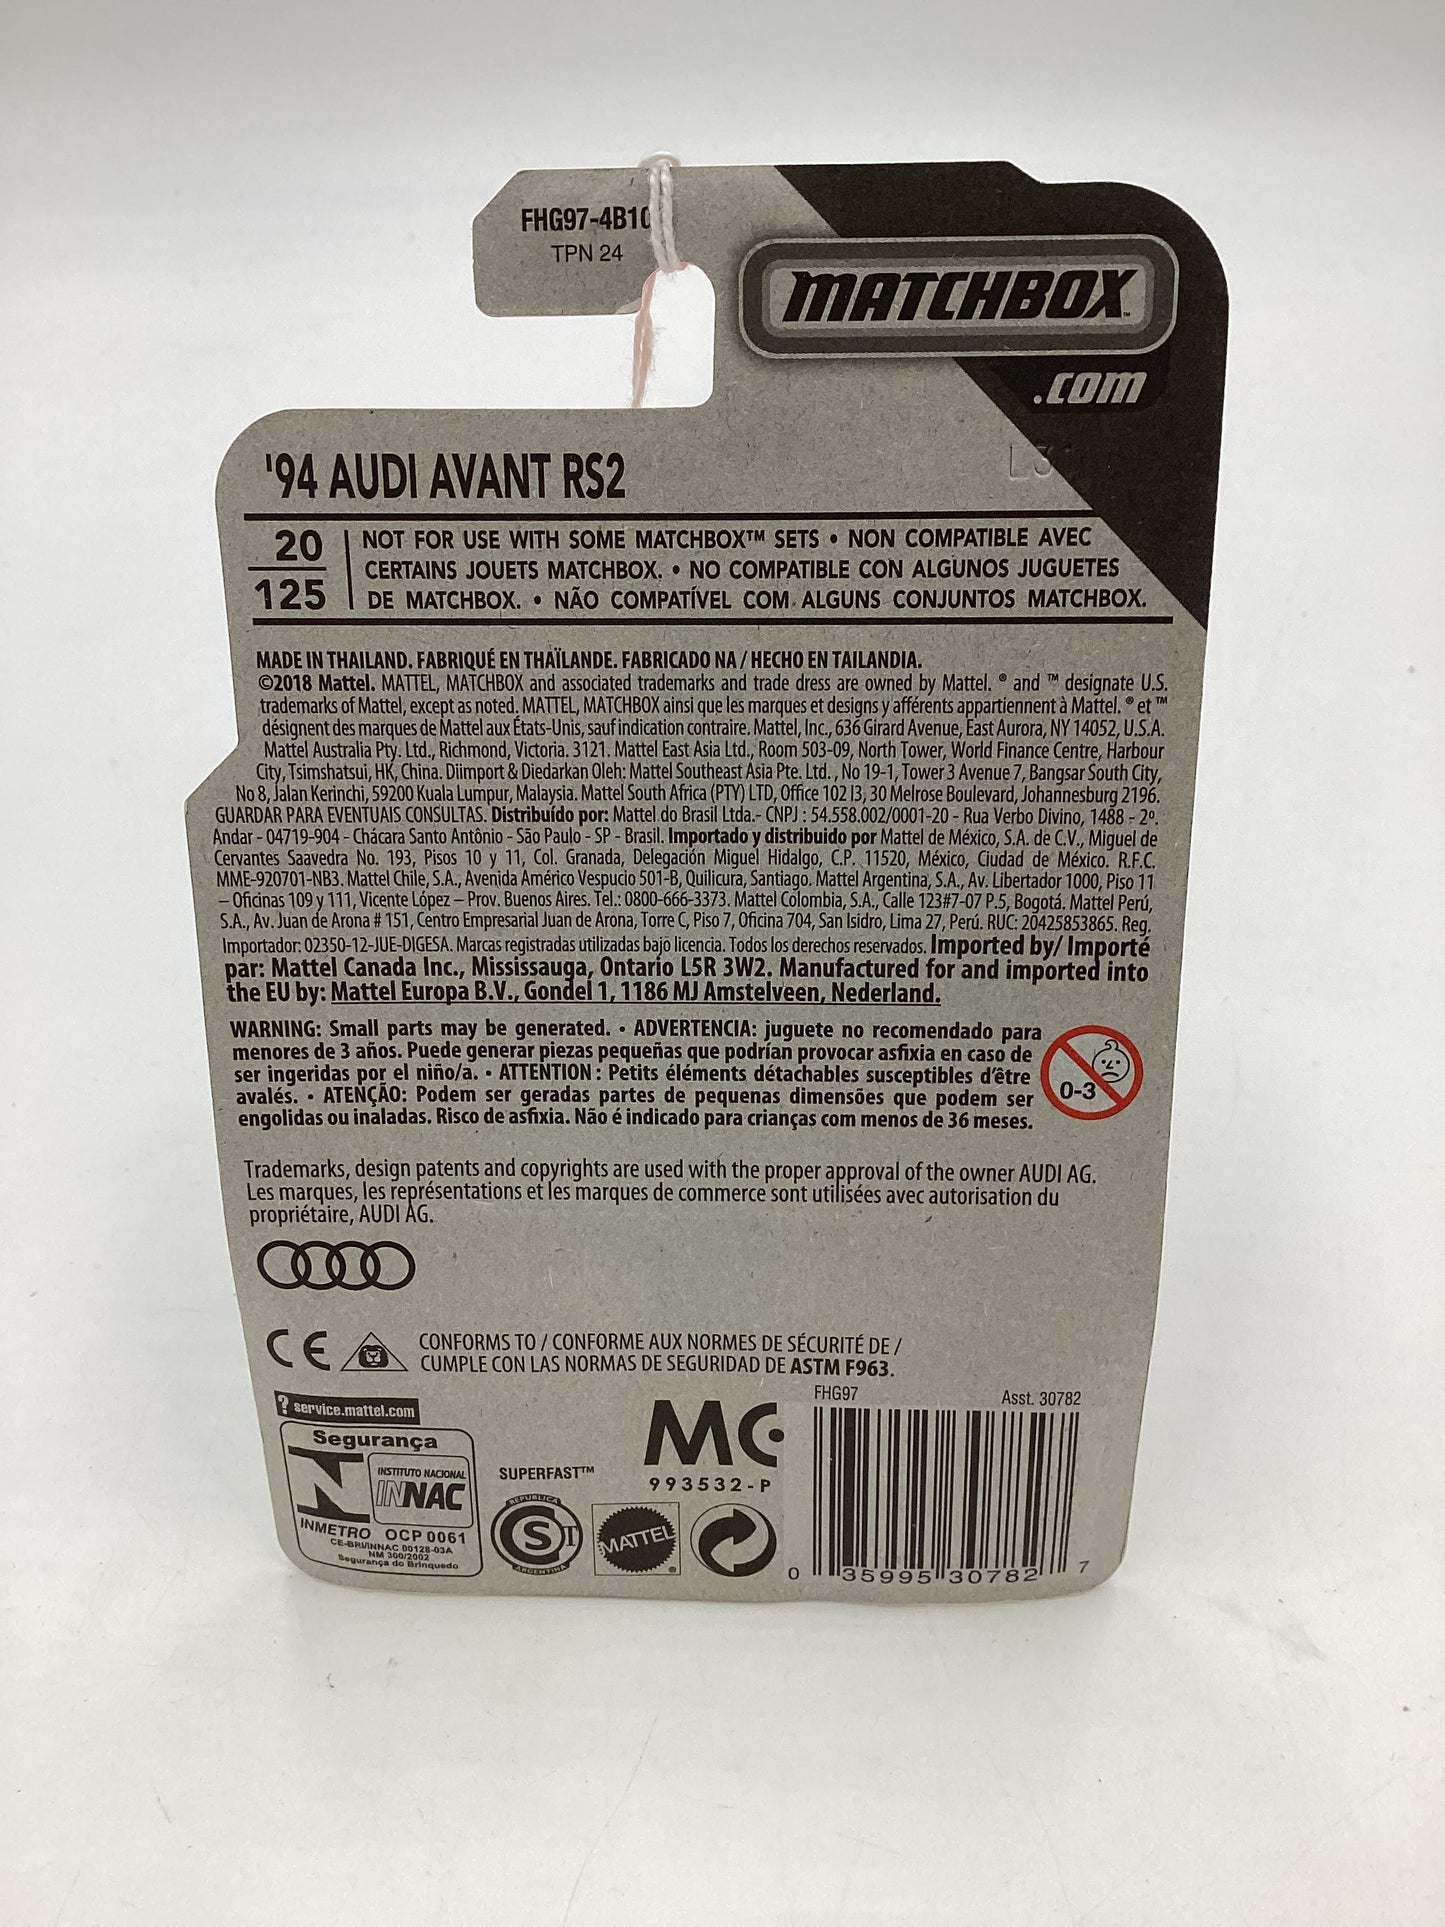 FHG97-4B10
TPN 24
MATCHBOX™
.com
L31
'94 AUDI AVANT RS2
20
125
NOT FOR USE WITH SOME MATCHBOX™ SETS • NON COMPATIBLE AVEC
CERTAINS JOUETS MATCHBOX. • NO COMPATIBLE CON ALGUNOS JUGUETES
DE MATCHBOX. • NÃO COMPATÍVEL COM ALGUNS CONJUNTOS MATCHBOX.
MADE IN THAILAND. FABRIQUÉ EN THAÏLANDE. FABRICADO NA / HECHO EN TAILANDIA.
©2018 Mattel. MATTEL, MATCHBOX and associated trademarks and trade dress are owned by Mattel. ® and ™ designate U.S.
trademarks of Mattel, except as noted. MATTEL, MATCHBOX ainsi que les marques et designs y afférents appartiennent à Mattel. ® et ™
désignent des marques de Mattel aux États-Unis, sauf indication contraire. Mattel, Inc., 636 Girard Avenue, East Aurora, NY 14052, U.S.A.
Mattel Australia Pty. Ltd., Richmond, Victoria. 3121. Mattel East Asia Ltd., Room 503-09, North Tower, World Finance Centre, Harbour
City, Tsimshatsui, HK, China. Diimport & Diedarkan Oleh: Mattel Southeast Asia Pte. Ltd., No 19-1, Tower 3 Avenue 7, Bangsar South City,
No 8, Jalan Kerinchi, 59200 Kuala Lumpur, Malaysia. Mattel South Africa (PTY) LTD, Office 102 I3, 30 Melrose Boulevard, Johannesburg 2196.
GUARDAR PARA EVENTUAIS CONSULTAS. Distribuído por: Mattel do Brasil Ltda.- CNPJ : 54.558.002/0001-20 - Rua Verbo Divino, 1488 - 2º.
Andar - 04719-904 - Chácara Santo Antônio - São Paulo - SP - Brasil. Importado y distribuido por Mattel de México, S.A. de C.V., Miguel de
Cervantes Saavedra No. 193, Pisos 10 y 11, Col. Granada, Delegación Miguel Hidalgo, C.P. 11520, México, Ciudad de México. R.F.C.
MME-920701-NB3. Mattel Chile, S.A., Avenida Américo Vespucio 501-B, Quilicura, Santiago. Mattel Argentina, S.A., Av. Libertador 1000, Piso 11
– Oficinas 109 y 111, Vicente López – Prov. Buenos Aires. Tel.: 0800-666-3373. Mattel Colombia, S.A., Calle 123#7-07 P.5, Bogotá. Mattel Perú,
S.A., Av. Juan de Arona # 151, Centro Empresarial Juan de Arona, Torre C, Piso 7, Oficina 704, San Isidro, Lima 27, Perú. RUC: 20425853865. Reg.
Importador: 02350-12-JUE-DIGESA. Marcas registradas utilizadas bajo licencia. Todos los derechos reservados. Imported by/ Importé
par: Mattel Canada Inc., Mississauga, Ontario L5R 3W2. Manufactured for and imported into
the EU by: Mattel Europa B.V., Gondel 1, 1186 MJ Amstelveen, Nederland.
WARNING: Small parts may be generated. • ADVERTENCIA: juguete no recomendado para
menores de 3 años. Puede generar piezas pequeñas que podrían provocar asfixia en caso de
ser ingeridas por el niño/a. • ATTENTION : Petits éléments détachables susceptibles d'être
avalés. • ATENÇÃO: Podem ser geradas partes de pequenas dimensões que podem ser
engolidas ou inaladas. Risco de asfixia. Não é indicado para crianças com menos de 36 meses.
0-3
Trademarks, design patents and copyrights are used with the proper approval of the owner AUDI AG.
Les marques, les représentations et les marques de commerce sont utilisées avec autorisation du
propriétaire, AUDI AG.
CE
CONFORMS TO / CONFORME AUX NORMES DE SÉCURITÉ DE /
CUMPLE CON LAS NORMAS DE SEGURIDAD DE ASTM F963.
? service.mattel.com
Segurança
INSTITUTO NACIONAL
INNAC
INMETRO OCP 0061
CE-BRI/INNAC 00128-03A
NM 300/2002
Segurança do Brinquedo
SUPERFAST™
REPUBLICA
S
T
ARGENTINA
MATTEL®
MC
993532-P
FHG97
Asst. 30782
0 35995 30782 7